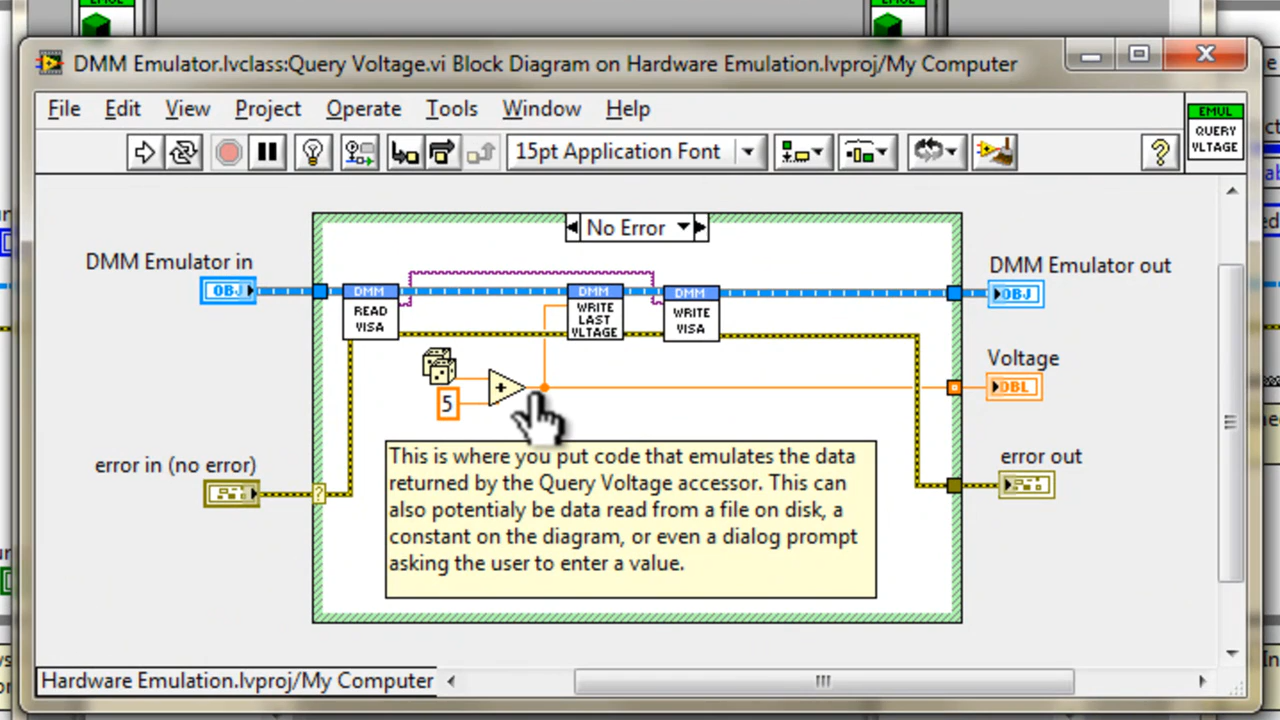 DMM Emulator.lvclass:Query Voltage.vi Block Diagram on Hardware Emulation.lvproj/My Computer
File Edit View Project Operate Tools Window Help
15pt Application Font
?
EMUL
QUERY
VLTAGE
No Error
DMM Emulator in
OBJ
DMM
READ
VISA
DMM
WRITE
LAST
VLTAGE
DMM
WRITE
VISA
DMM Emulator out
OBJ
+
5
Voltage
DBL
error in (no error)
?
error out
This is where you put code that emulates the data
returned by the Query Voltage accessor. This can
also potentialy be data read from a file on disk, a
constant on the diagram, or even a dialog prompt
asking the user to enter a value.
Hardware Emulation.lvproj/My Computer